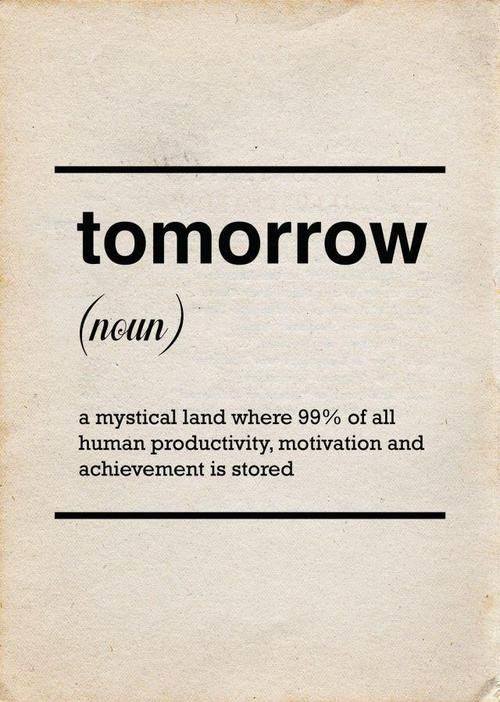 tomorrow
(noun)
a mystical land where 99% of all
human productivity, motivation and
achievement is stored